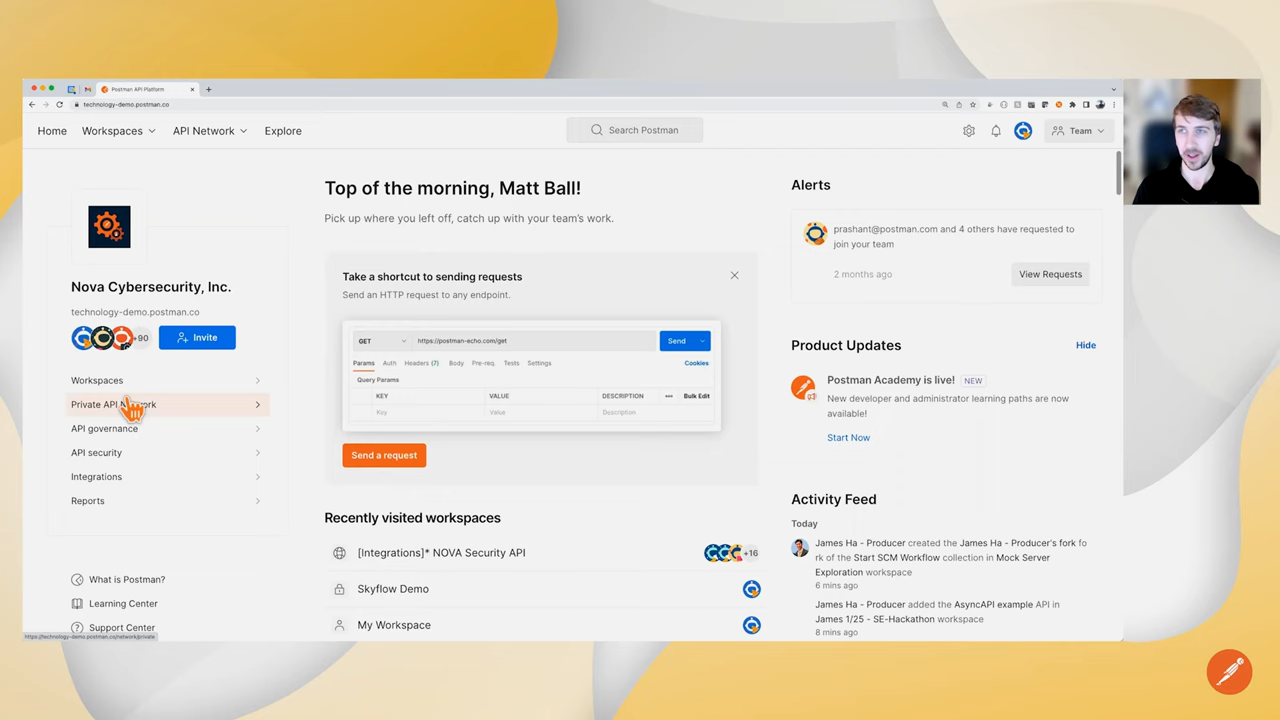 Postman API Platform
technology-demo.postman.co
Home
Workspaces
API Network
Explore
Search Postman
Team
Nova Cybersecurity, Inc.
technology-demo.postman.co
+90
Invite
Workspaces
Private API Network
API governance
API security
Integrations
Reports
What is Postman?
Learning Center
Support Center
https://technology-demo.postman.co/network/private
Top of the morning, Matt Ball!
Pick up where you left off, catch up with your team's work.
Take a shortcut to sending requests
Send an HTTP request to any endpoint.
GET
https://postman-echo.com/get
Send
Params
Auth
Headers (7)
Body
Pre-req.
Tests
Settings
Cookies
Query Params
KEY
VALUE
DESCRIPTION
Bulk Edit
Key
Value
Description
Send a request
Recently visited workspaces
[Integrations]* NOVA Security API
+16
Skyflow Demo
My Workspace
Alerts
prashant@postman.com and 4 others have requested to
join your team
2 months ago
View Requests
Product Updates
Hide
Postman Academy is live! NEW
New developer and administrator learning paths are now
available!
Start Now
Activity Feed
Today
James Ha - Producer created the James Ha - Producer's fork fo
rk of the Start SCM Workflow collection in Mock Server
Exploration workspace
6 mins ago
James Ha - Producer added the AsyncAPI example API in
James 1/25 - SE-Hackathon workspace
8 mins ago